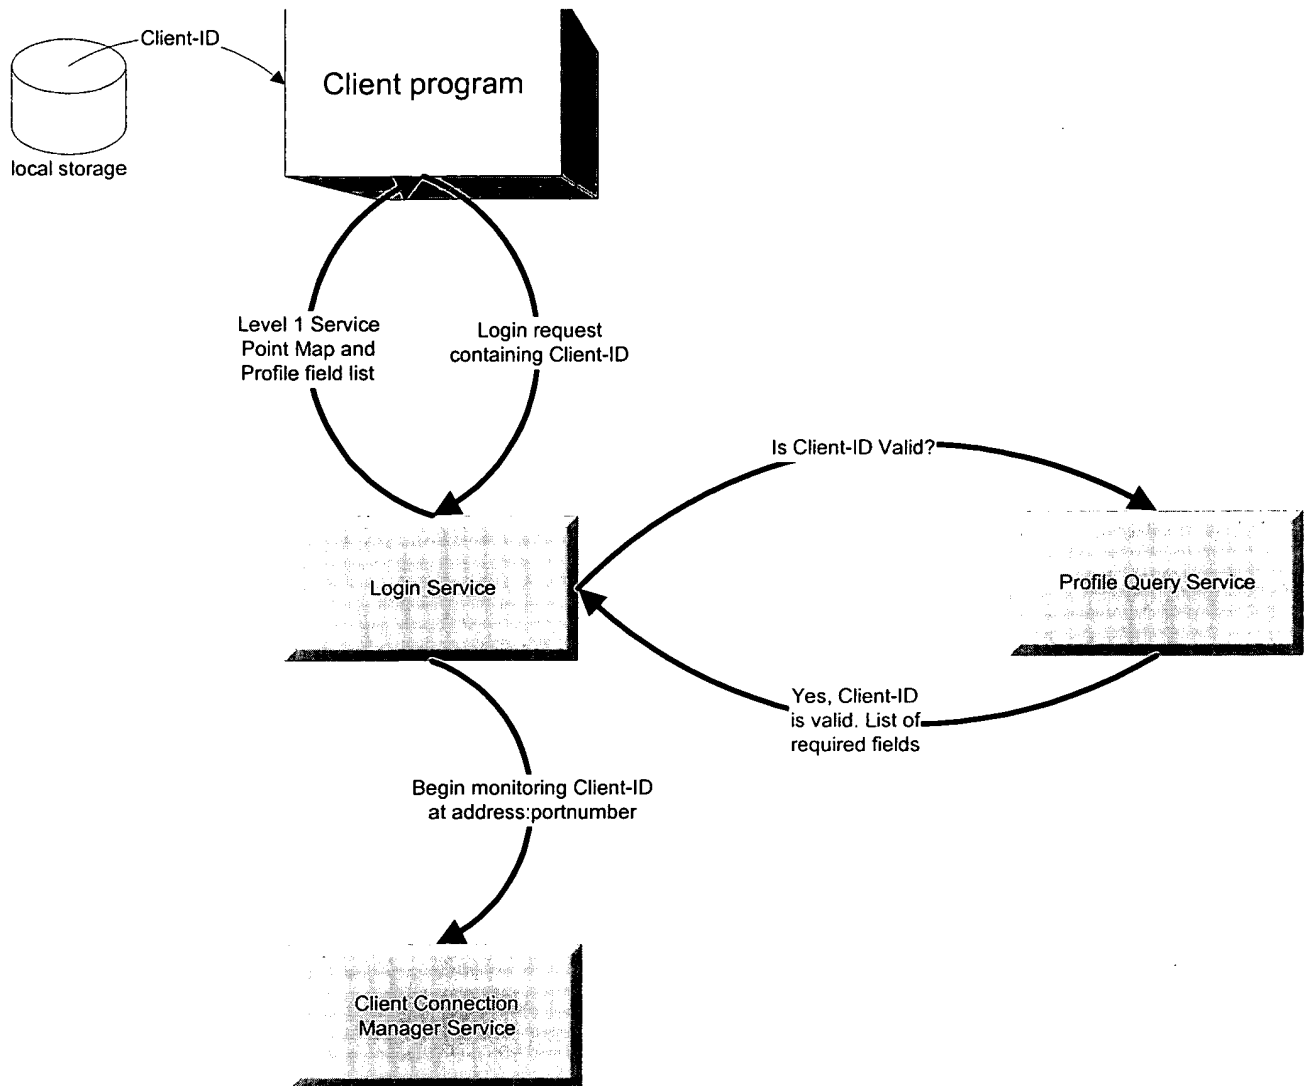 Client-ID
Client program
local storage
Level 1 Service
Point Map and
Profile field list
Login request
containing Client-ID
Is Client-ID Valid?
Login Service
Profile Query Service
Yes, Client-ID
is valid. List of
required fields
Begin monitoring Client-ID
at address:portnumber
Client Connection
Manager Service